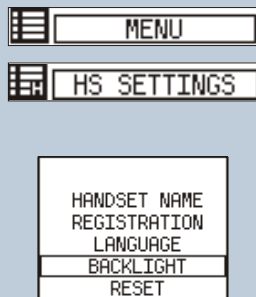 MENU
HS SETTINGS
HANDSET NAME
REGISTRATION
LANGUAGE
BACKLIGHT
RESET